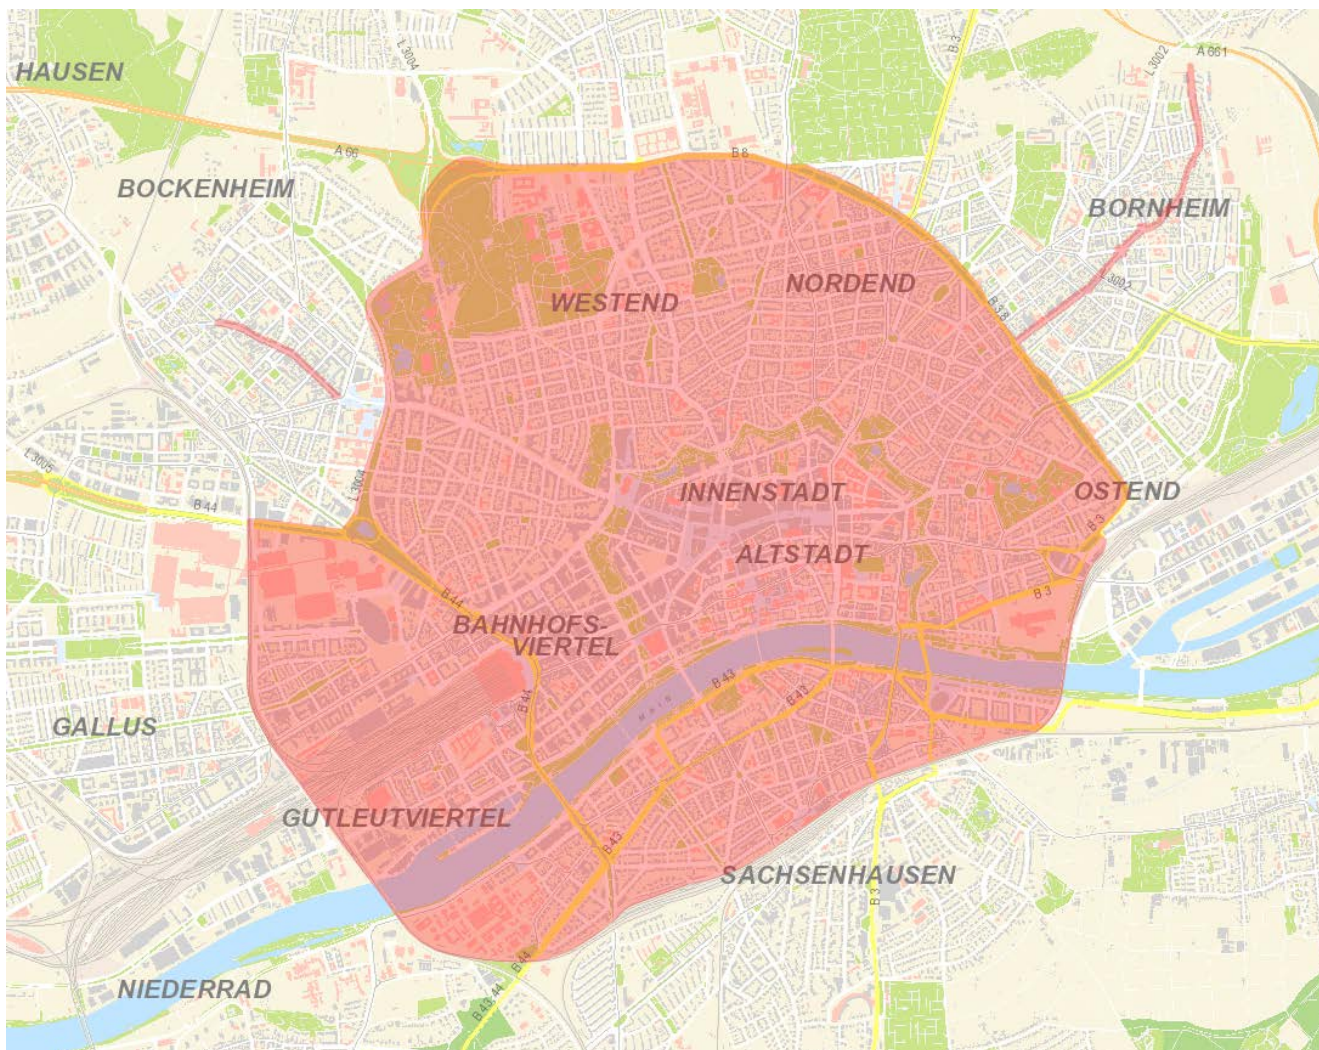 HAUSEN
L 3004
B 3
L 3002
A 661
A 66
B 8
BOCKENHEIM
BORNHEIM
L 3002
WESTEND
NORDEND
B 3 8
L 3005
B 44
L 3004
INNENSTADT
OSTEND
B 3
ALTSTADT
B 44
B 3
BAHNHOFS-
VIERTEL
B 44
B 43
B 43
MAIN
GALLUS
GUTLEUTVIERTEL
B 43
SACHSENHAUSEN
B 3
B 44
NIEDERRAD
B 43 44